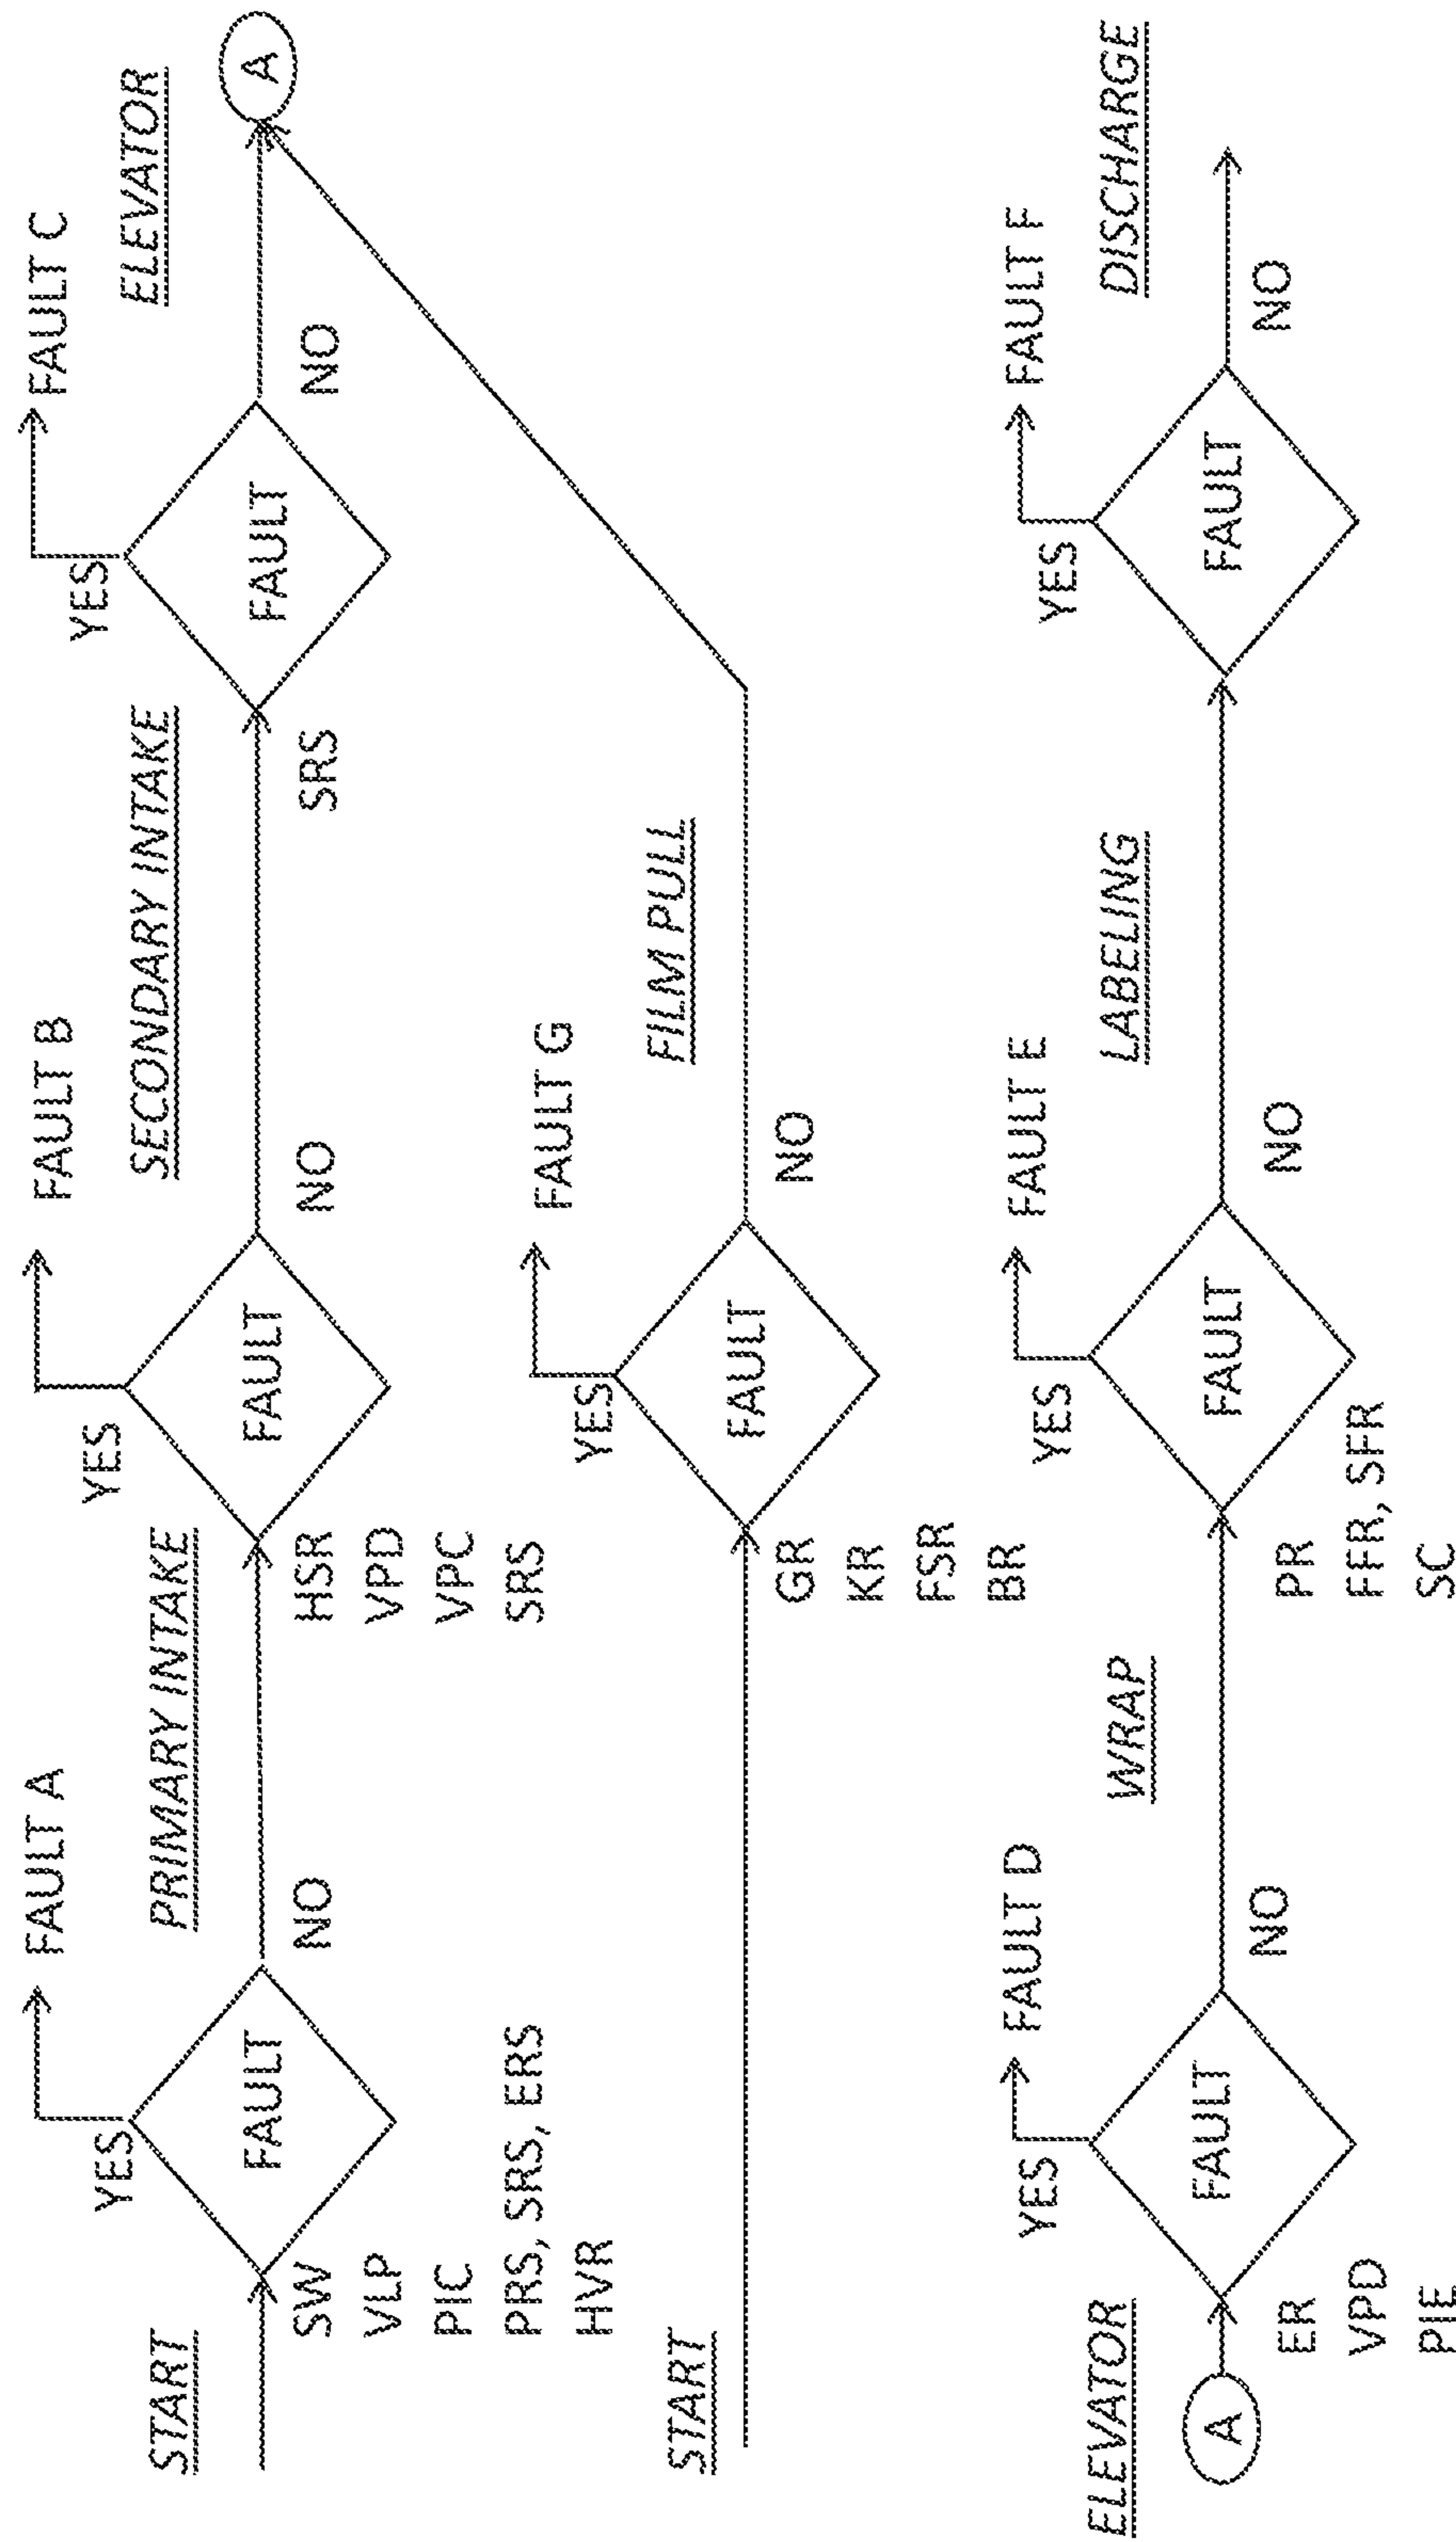 START
SW
VLP
PIC
PRS, SRS, ERS
HVR
FAULT
YES
FAULT A
NO
PRIMARY INTAKE
HSR
VPD
VPC
SRS
FAULT
YES
FAULT B
NO
SECONDARY INTAKE
SRS
FAULT
YES
FAULT C
NO
ELEVATOR
A
START
GR
KR
FSR
BR
FAULT
YES
FAULT G
NO
FILM PULL
ELEVATOR
A
ER
VPD
PIE
FAULT
YES
FAULT D
NO
WRAP
PR
FFR, SFR
SC
FAULT
YES
FAULT E
NO
LABELING
FAULT
YES
FAULT F
NO
DISCHARGE